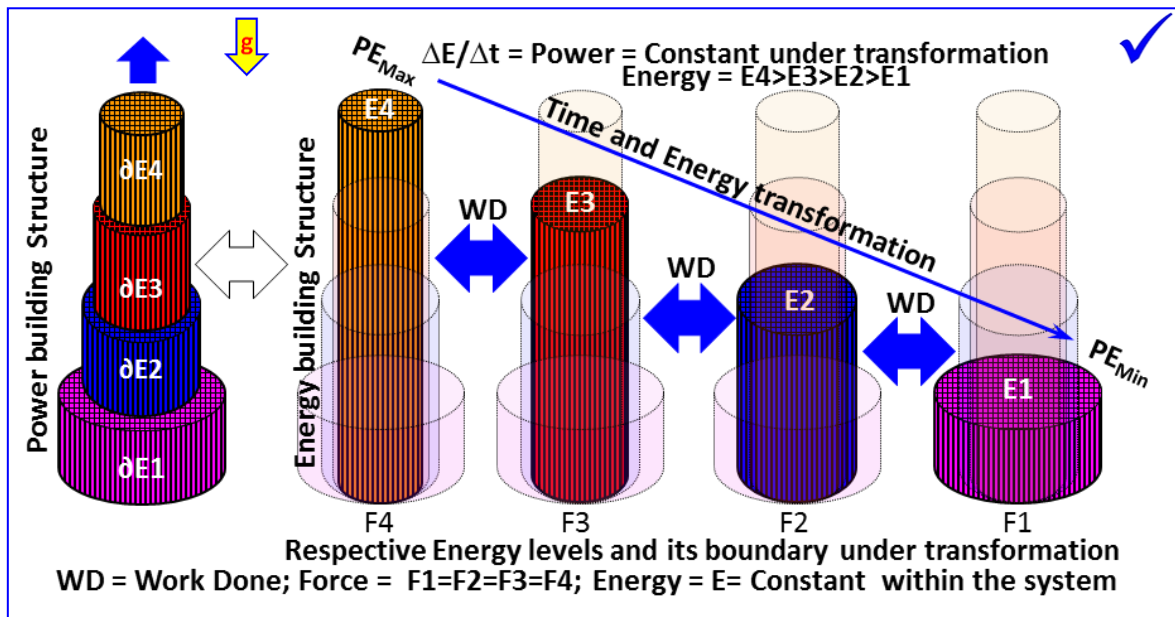 g
PE_Max
ΔE/Δt = Power = Constant under transformation
Energy = E4>E3>E2>E1
Power building Structure
∂E4
∂E3
∂E2
∂E1
Energy building Structure
E4
WD
E3
WD
E2
WD
E1
Time and Energy transformation
PE_Min
F4
F3
F2
F1
Respective Energy levels and its boundary under transformation
WD = Work Done; Force = F1=F2=F3=F4; Energy = E= Constant within the system